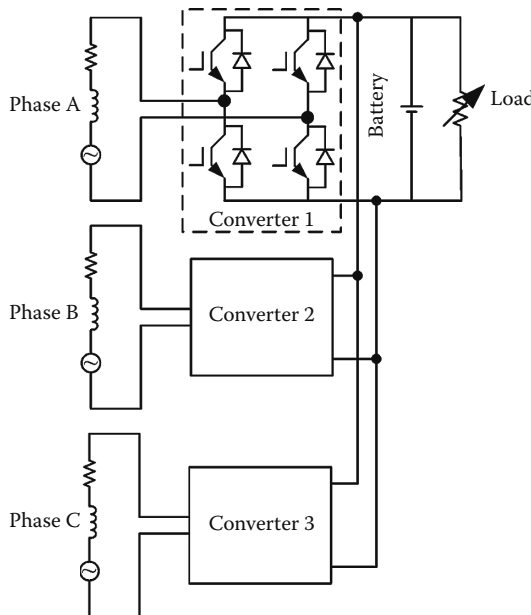 Phase A
Battery
Load
Converter 1
Phase B
Converter 2
Phase C
Converter 3